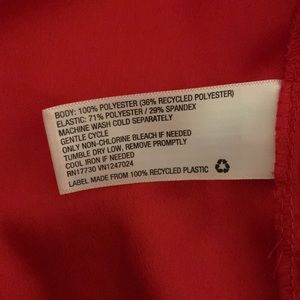 BODY: 100% POLYESTER (36% RECYCLED POLYESTER)
ELASTIC: 71% POLYESTER / 29% SPANDEX
MACHINE WASH COLD SEPARATELY
GENTLE CYCLE
ONLY NON-CHLORINE BLEACH IF NEEDED
TUMBLE DRY LOW, REMOVE PROMPTLY
COOL IRON IF NEEDED
RN17730 VN1247024
LABEL MADE FROM 100% RECYCLED PLASTIC